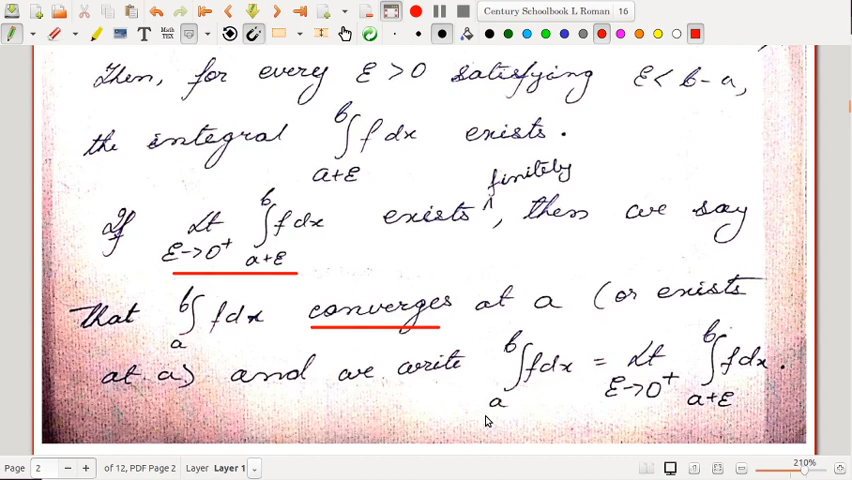 Century Schoolbook L Roman 16
Then, for every ε > 0 satisfying ε < b - a,
the integral ∫_{a+ε}^{b} f dx exists.
If Lt_{ε→0⁺} ∫_{a+ε}^{b} f dx exists finitely, then we say
that ∫_{a}^{b} f dx converges at a (or exists
at a) and we write ∫_{a}^{b} f dx = Lt_{ε→0⁺} ∫_{a+ε}^{b} f dx.
Page 2 of 12, PDF Page 2 Layer Layer 1 210%